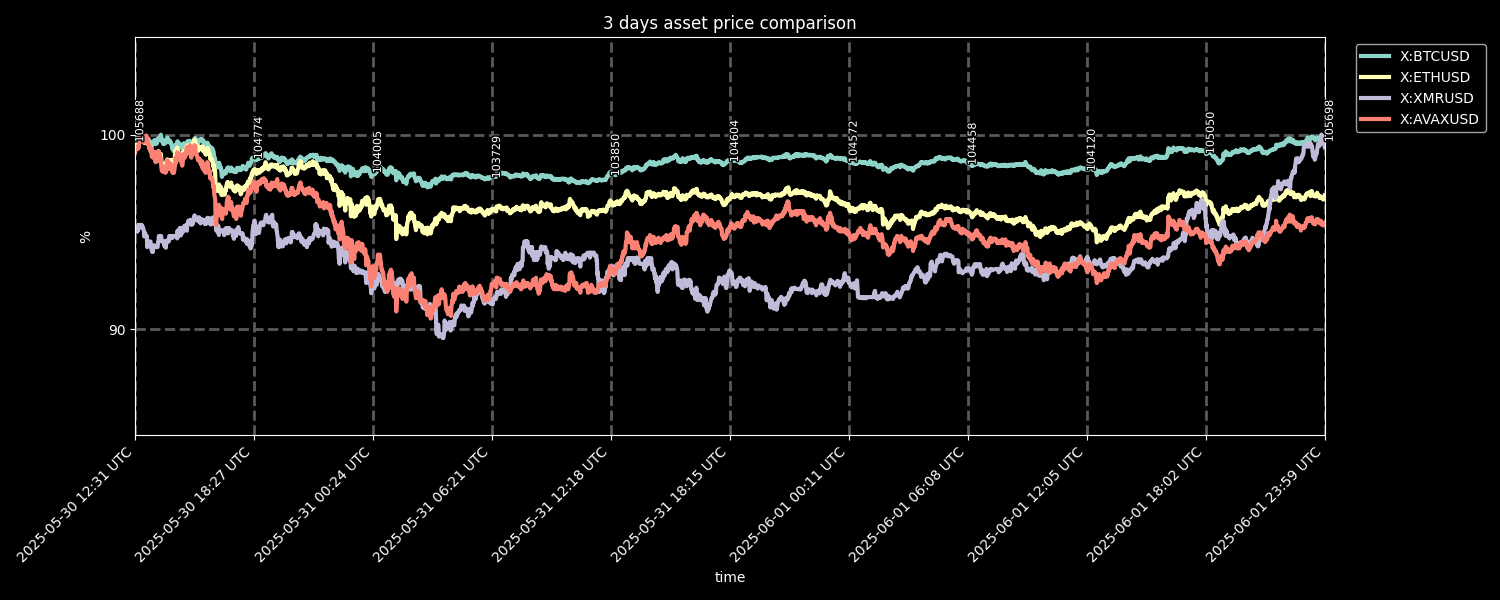 3 days asset price comparison
X:BTCUSD
X:ETHUSD
X:XMRUSD
X:AVAXUSD
100
90
%
105688
104774
104005
103729
103850
104604
104572
104458
104120
105050
105698
2025-05-30 12:31 UTC
2025-05-30 18:27 UTC
2025-05-31 00:24 UTC
2025-05-31 06:21 UTC
2025-05-31 12:18 UTC
2025-05-31 18:15 UTC
2025-06-01 00:11 UTC
2025-06-01 06:08 UTC
2025-06-01 12:05 UTC
2025-06-01 18:02 UTC
2025-06-01 23:59 UTC
time